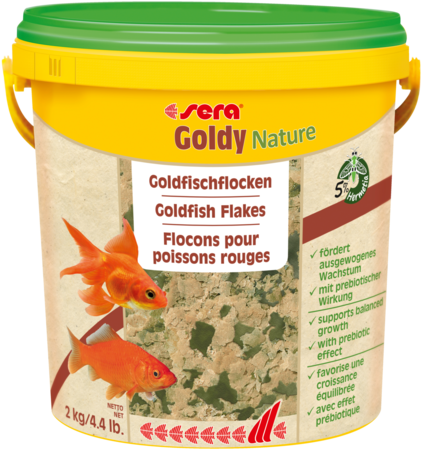 sera
Goldy Nature
Goldfischflocken
Goldfish Flakes
Flocons pour
poissons rouges
5% Hermetia
✓ fördert
ausgewogenes
Wachstum
✓ mit prebiotischer
Wirkung
✓ supports balanced
growth
✓ with prebiotic
effect
✓ favorise une
croissance
équilibrée
✓ avec effet
prébiotique
NETTO
NET
2 kg/4.4 lb.